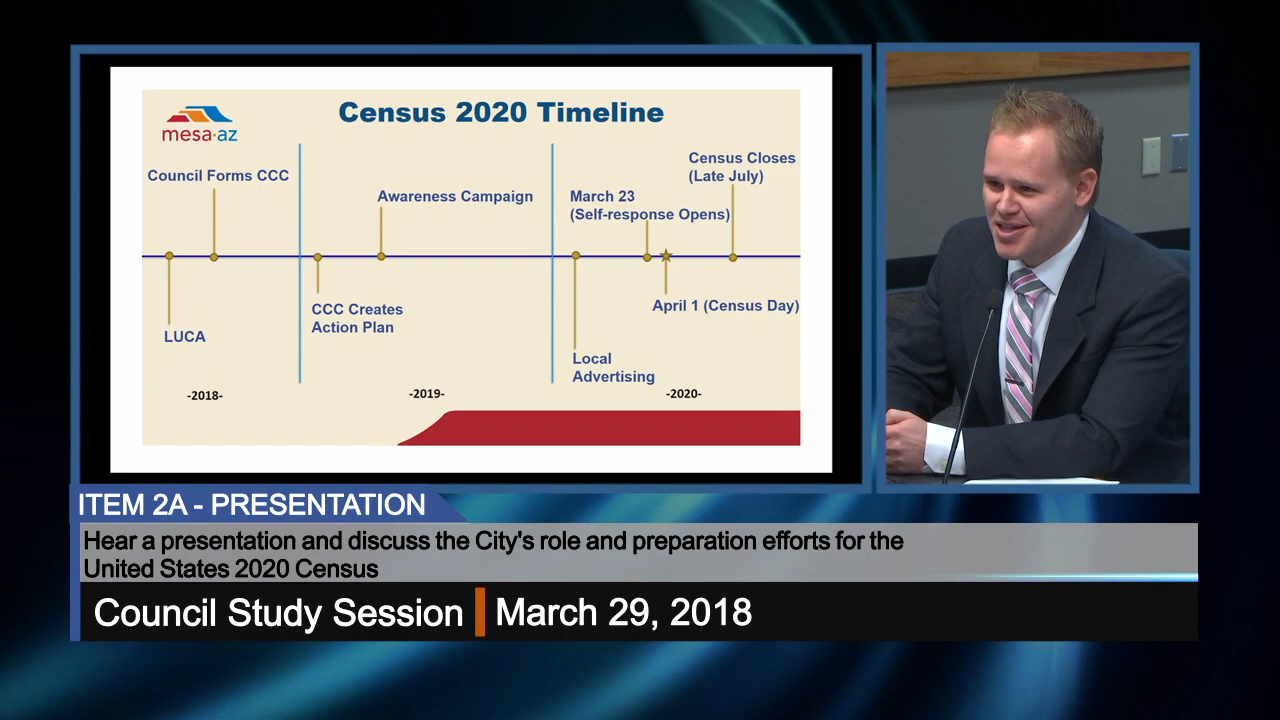 Census 2020 Timeline
mesa·az
Council Forms CCC
Awareness Campaign
March 23
(Self-response Opens)
Census Closes
(Late July)
LUCA
CCC Creates
Action Plan
April 1 (Census Day)
Local
Advertising
-2018-
-2019-
-2020-
ITEM 2A - PRESENTATION
Hear a presentation and discuss the City's role and preparation efforts for the
United States 2020 Census
Council Study Session
March 29, 2018